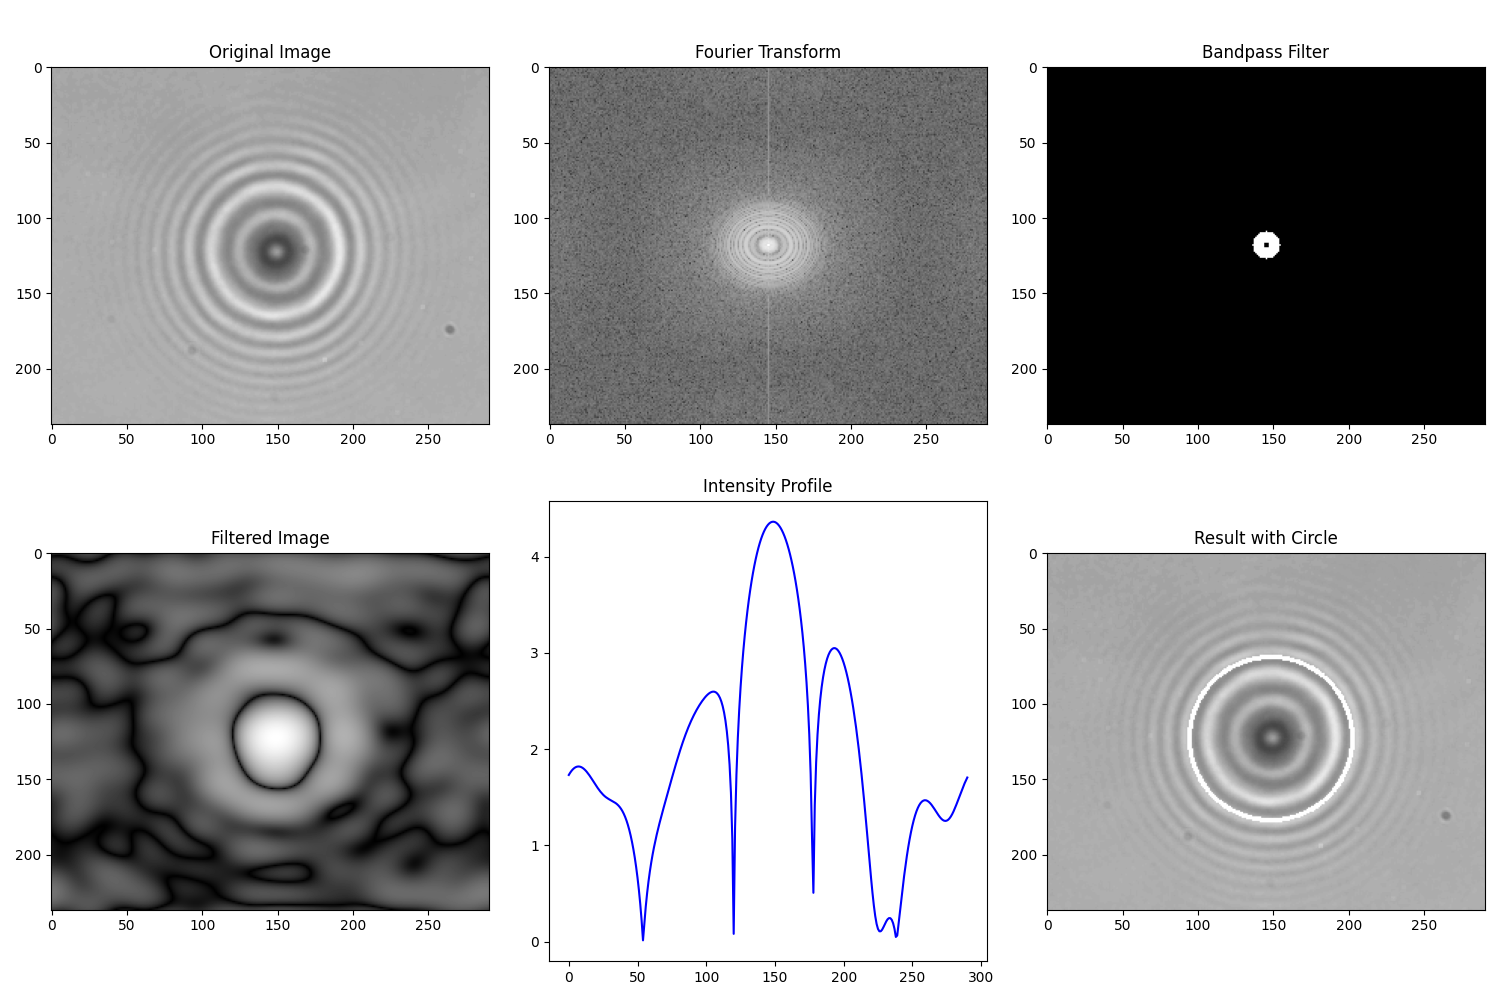 Original Image
0
50
100
150
200
0 50 100 150 200 250
Fourier Transform
0
50
100
150
200
0 50 100 150 200 250
Bandpass Filter
0
50
100
150
200
0 50 100 150 200 250
Filtered Image
0
50
100
150
200
0 50 100 150 200 250
Intensity Profile
4
3
2
1
0
0 50 100 150 200 250 300
Result with Circle
0
50
100
150
200
0 50 100 150 200 250